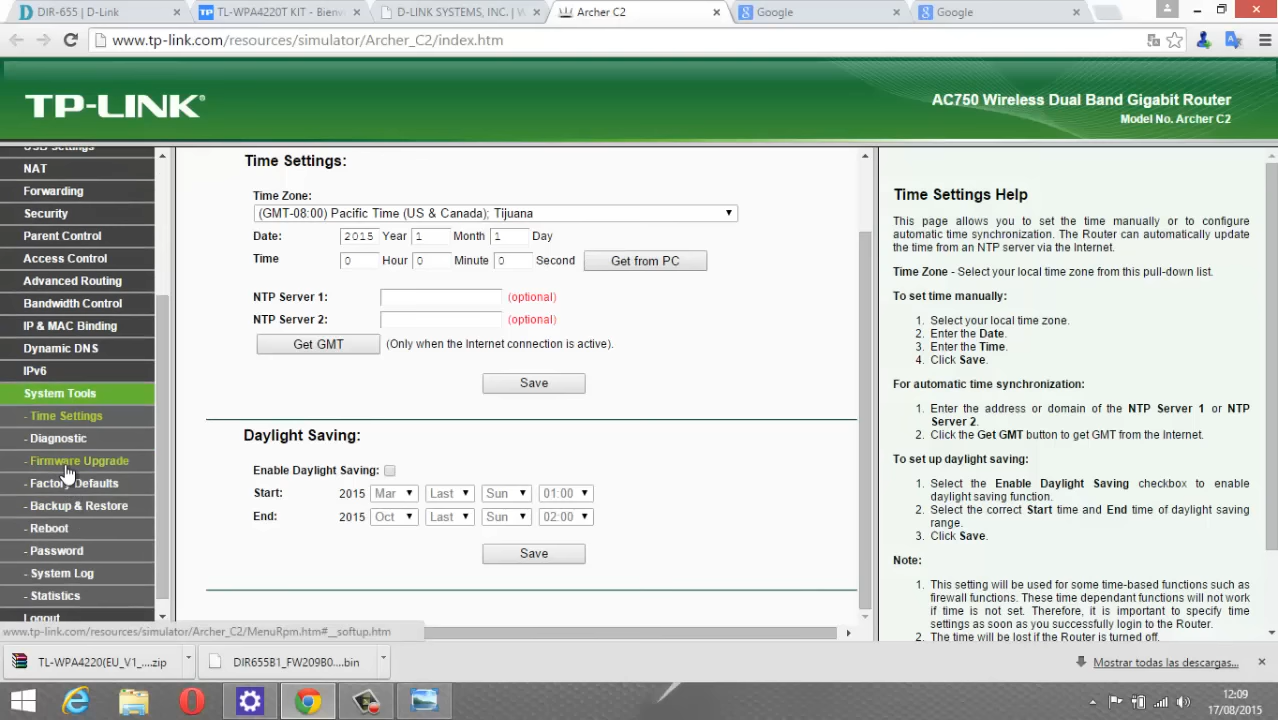 DIR-655 | D-Link
TL-WPA4220T KIT - Bienv
D-LINK SYSTEMS, INC. | W
Archer C2
Google
Google
www.tp-link.com/resources/simulator/Archer_C2/index.htm
TP-LINK
AC750 Wireless Dual Band Gigabit Router
Model No. Archer C2
USB Settings
NAT
Forwarding
Security
Parent Control
Access Control
Advanced Routing
Bandwidth Control
IP & MAC Binding
Dynamic DNS
IPv6
System Tools
- Time Settings
- Diagnostic
- Firmware Upgrade
- Factory Defaults
- Backup & Restore
- Reboot
- Password
- System Log
- Statistics
Logout
Time Settings:
Time Zone:
(GMT-08:00) Pacific Time (US & Canada); Tijuana
Date: 2015 Year 1 Month 1 Day
Time 0 Hour 0 Minute 0 Second Get from PC
NTP Server 1: (optional)
NTP Server 2: (optional)
Get GMT (Only when the Internet connection is active).
Save
Daylight Saving:
Enable Daylight Saving:
Start: 2015 Mar Last Sun 01:00
End: 2015 Oct Last Sun 02:00
Save
Time Settings Help
This page allows you to set the time manually or to configure
automatic time synchronization. The Router can automatically update
the time from an NTP server via the Internet.
Time Zone - Select your local time zone from this pull-down list.
To set time manually:
1. Select your local time zone.
2. Enter the Date.
3. Enter the Time.
4. Click Save.
For automatic time synchronization:
1. Enter the address or domain of the NTP Server 1 or NTP
Server 2.
2. Click the Get GMT button to get GMT from the Internet.
To set up daylight saving:
1. Select the Enable Daylight Saving checkbox to enable
daylight saving function.
2. Select the correct Start time and End time of daylight saving
range.
3. Click Save.
Note:
1. This setting will be used for some time-based functions such as
firewall functions. These time dependant functions will not work
if time is not set. Therefore, it is important to specify time
settings as soon as you successfully login to the Router.
2. The time will be lost if the Router is turned off.
www.tp-link.com/resources/simulator/Archer_C2/MenuRpm.htm#__softup.htm
TL-WPA4220(EU_V1_....zip
DIR655B1_FW209B0....bin
Mostrar todas las descargas...
12:09
17/08/2015